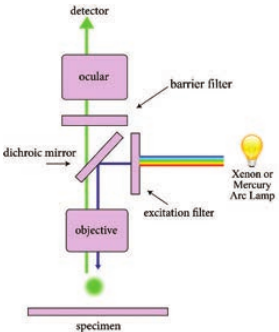 detector
ocular
barrier filter
dichroic mirror
excitation filter
Xenon or
Mercury
Arc Lamp
objective
specimen